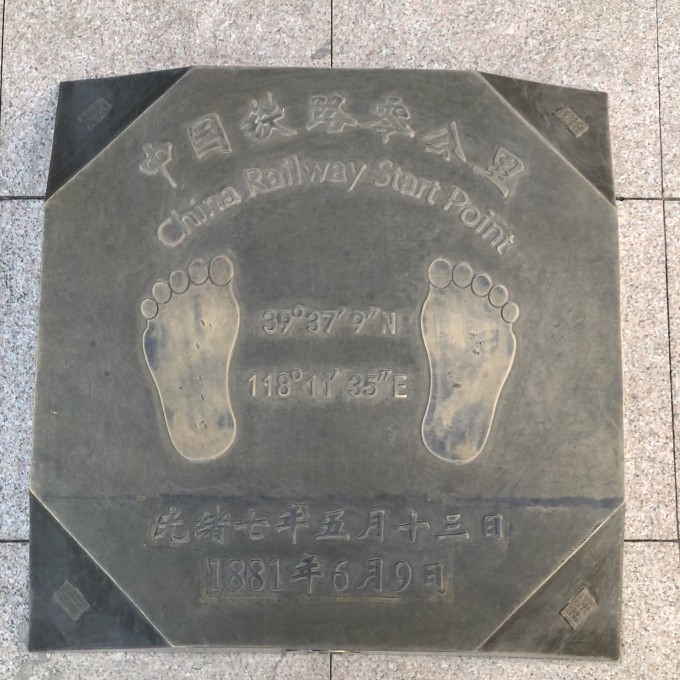 中国铁路零公里
China Railway Start Point
39°37′9″N
118°11′35″E
光绪七年五月十三日
1881年6月9日